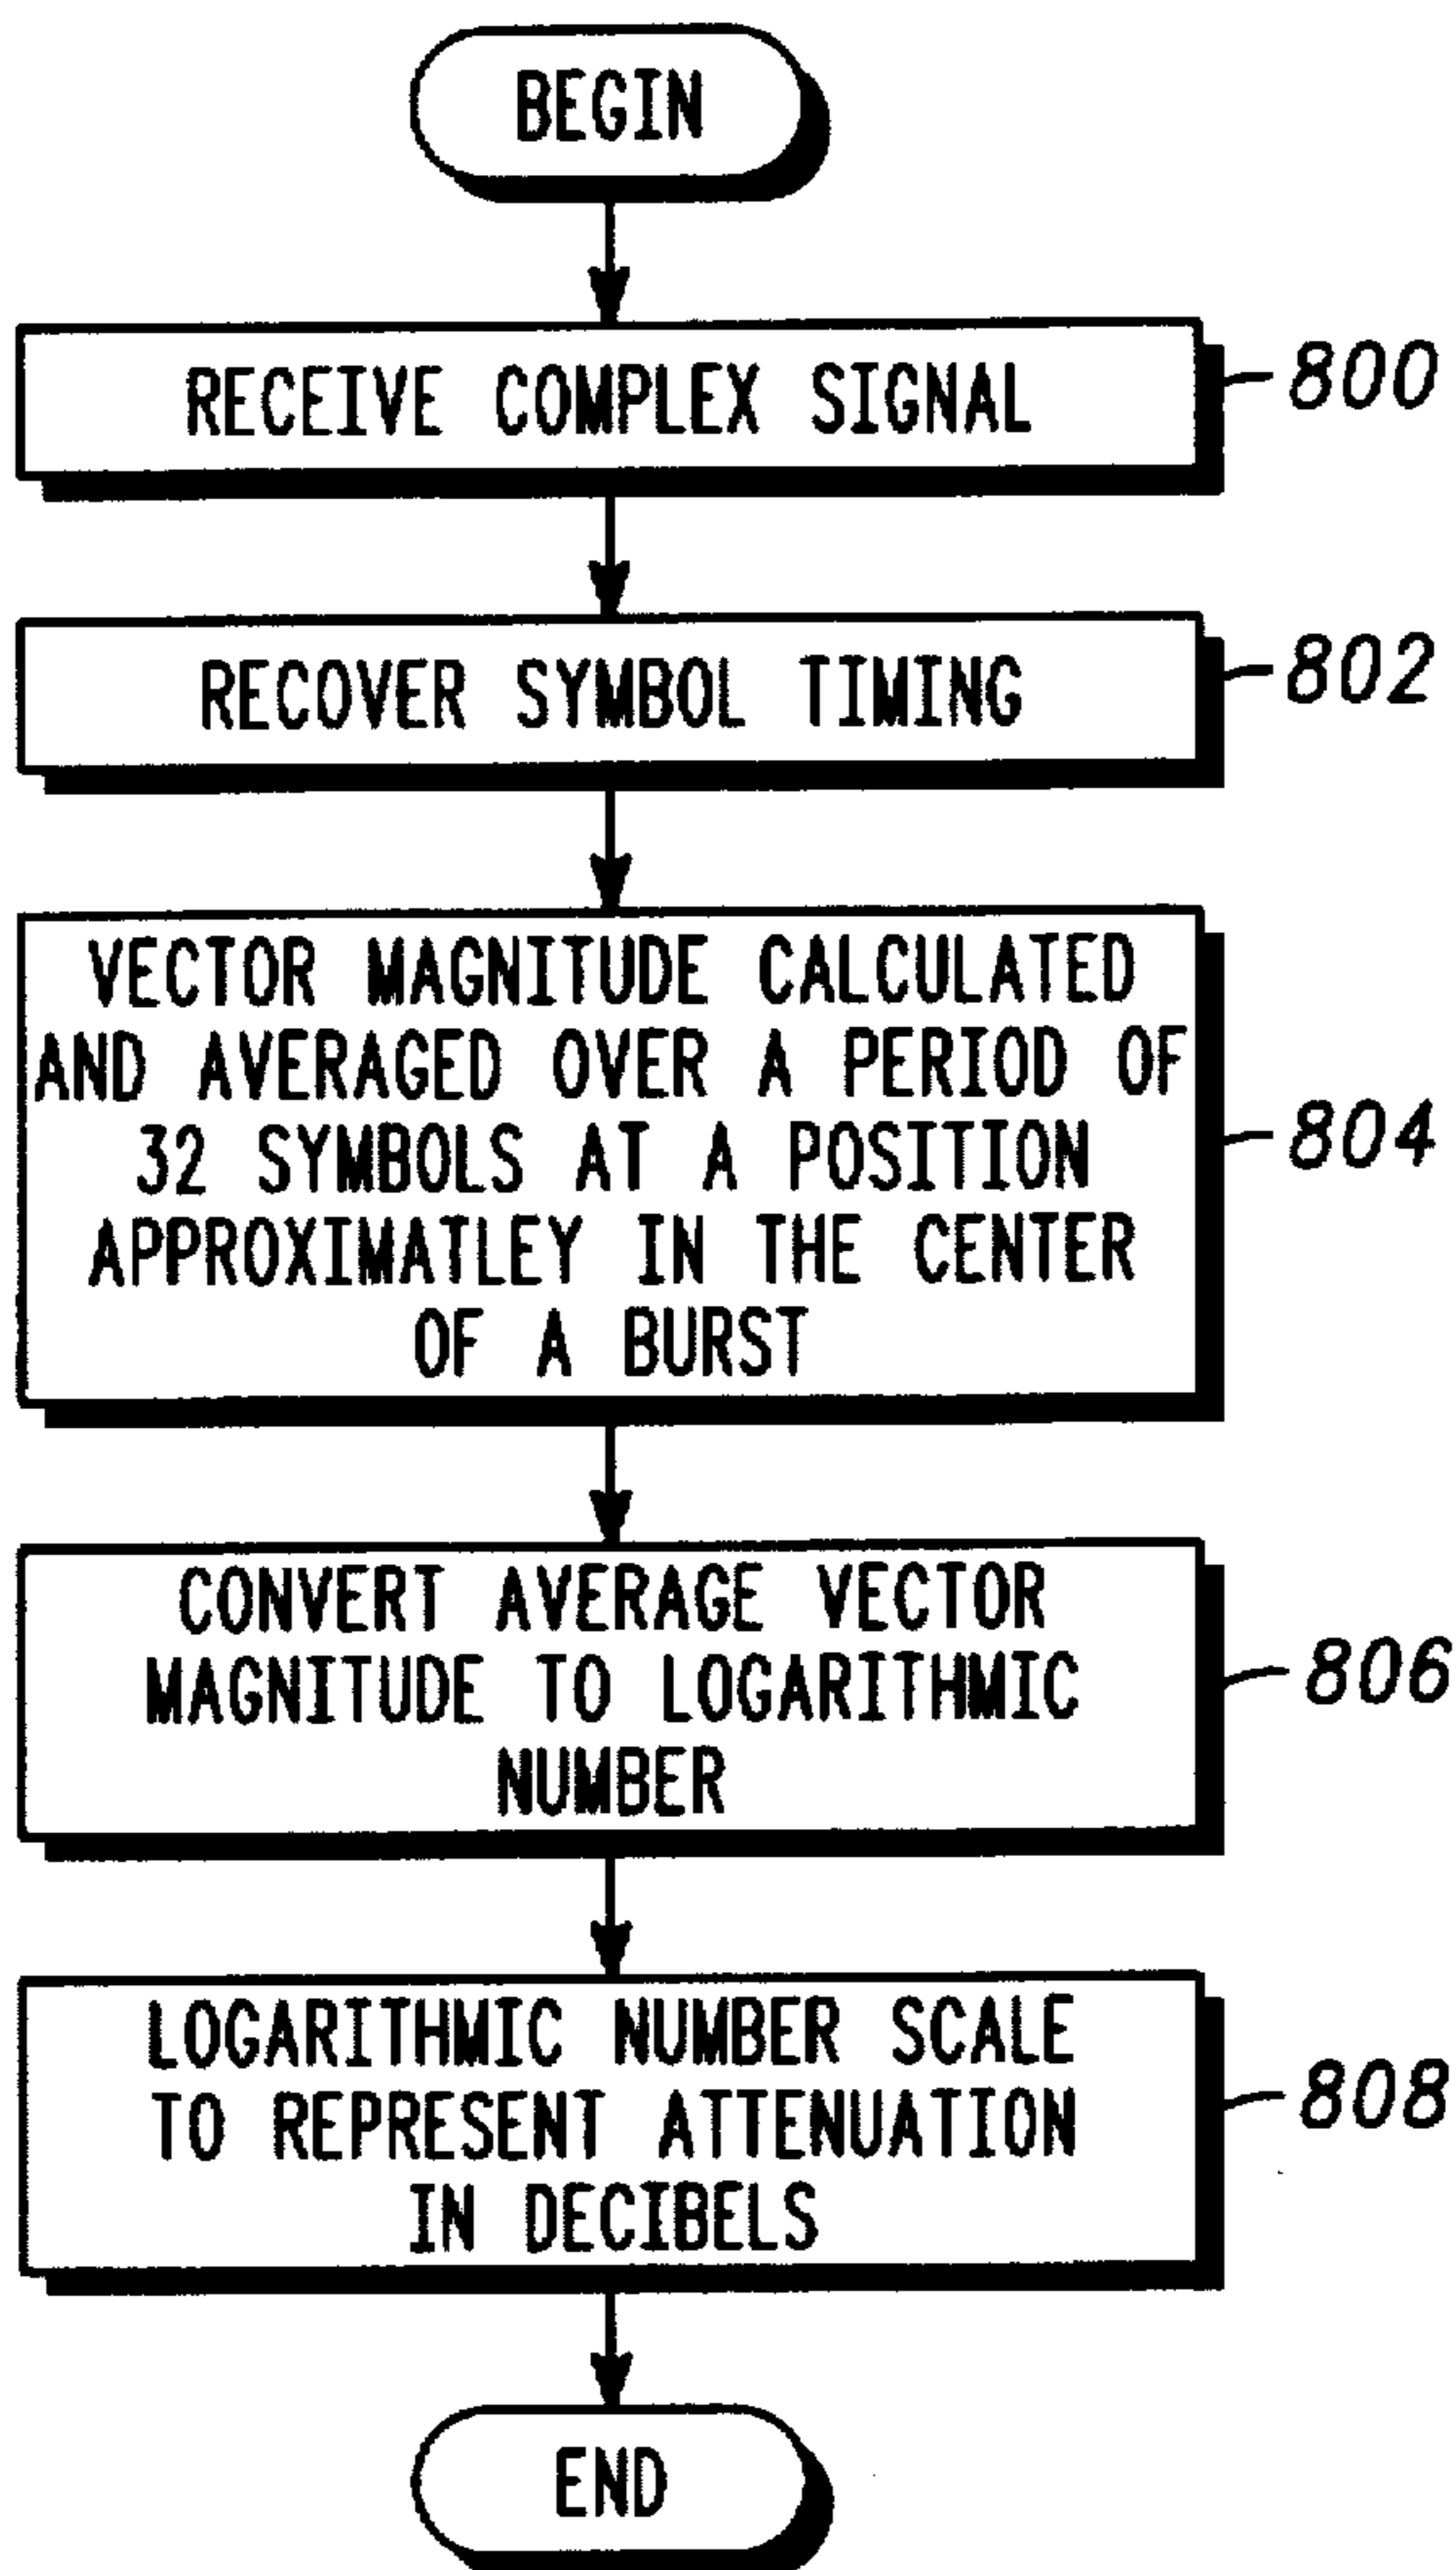 BEGIN
RECEIVE COMPLEX SIGNAL
800
RECOVER SYMBOL TIMING
802
VECTOR MAGNITUDE CALCULATED
AND AVERAGED OVER A PERIOD OF
32 SYMBOLS AT A POSITION
APPROXIMATLEY IN THE CENTER
OF A BURST
804
CONVERT AVERAGE VECTOR
MAGNITUDE TO LOGARITHMIC
NUMBER
806
LOGARITHMIC NUMBER SCALE
TO REPRESENT ATTENUATION
IN DECIBELS
808
END